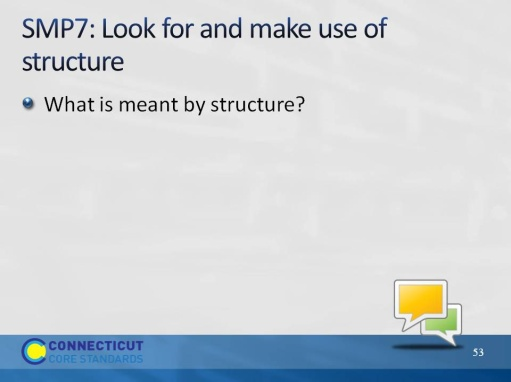 SMP7: Look for and make use of
structure
What is meant by structure?
CONNECTICUT
CORE STANDARDS
53